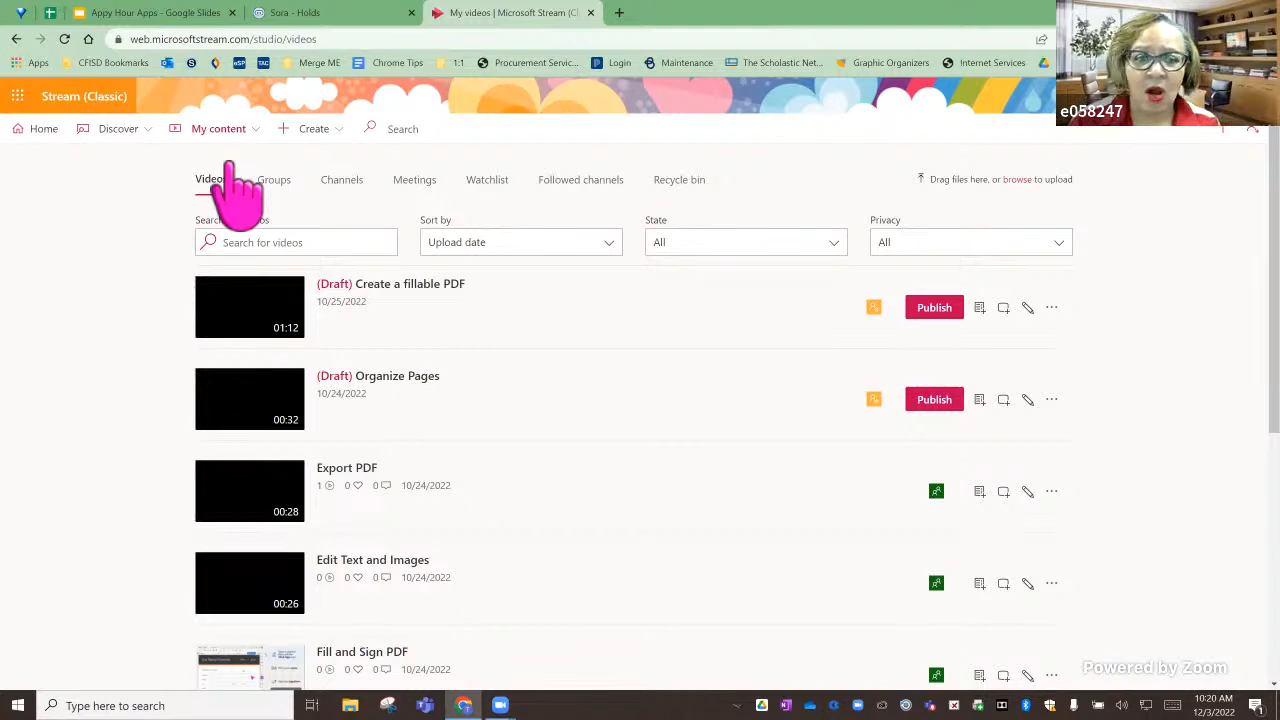 Appy Hour Apps - Google Slides
Sora - Holds
My videos | Microsoft Stream (Cl
web.microsoftstream.com/studio/videos
Apps
CFISD Bookmarks
Merge ME
Chrome Tips
1:1
Login
Maintenance
The Scholastic New
Graphic Organizers
Internet Services
Stream (Classic)
Home
Discover
My content
Create
Search
Groups
Channels
Meetings
Watchlist
Followed channels
Recycle bin
Drag files here, or browse to upload
Sort by
State
Privacy
Search for videos
Upload date
All
All
(Draft) Create a fillable PDF
10/25/2022
01:12
Publish
(Draft) Organize Pages
10/24/2022
00:32
Publish
Export PDF
1 0 0 10/24/2022
00:28
Edit Text and Images
0 0 0 10/24/2022
00:26
Fill and Sign PDF
0 0 0 10/24/2022
e058247
Powered by Zoom
Type here to search
10:20 AM
12/3/2022